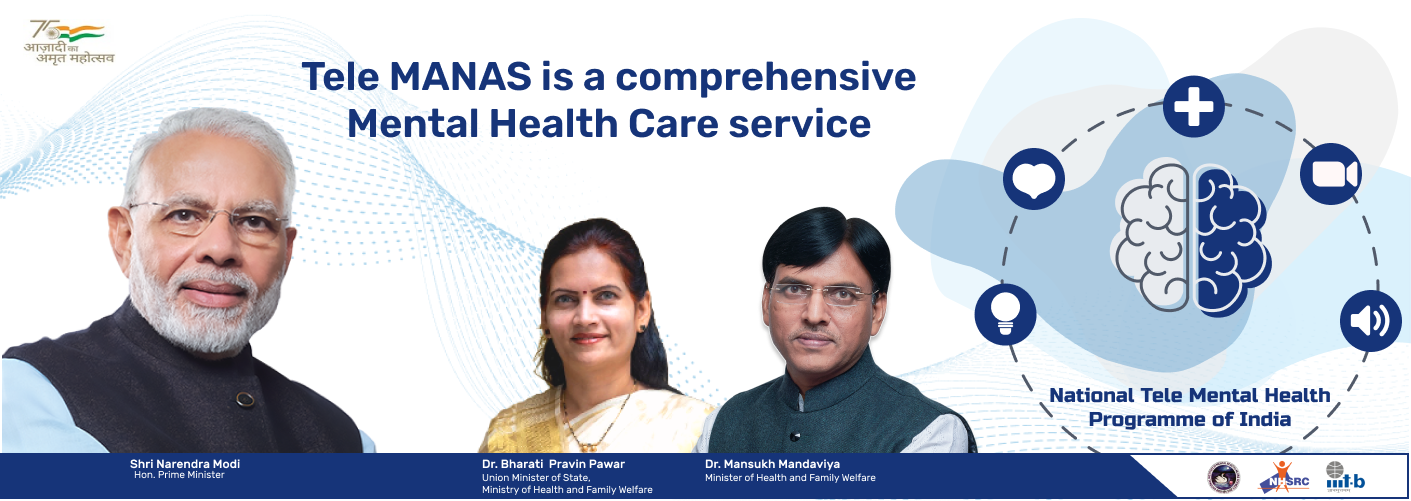 75
आज़ादी का
अमृत महोत्सव
Tele MANAS is a comprehensive
Mental Health Care service
National Tele Mental Health
Programme of India
Shri Narendra Modi
Hon. Prime Minister
Dr. Bharati Pravin Pawar
Union Minister of State,
Ministry of Health and Family Welfare
Dr. Mansukh Mandaviya
Minister of Health and Family Welfare
NHSRC
iiit-b